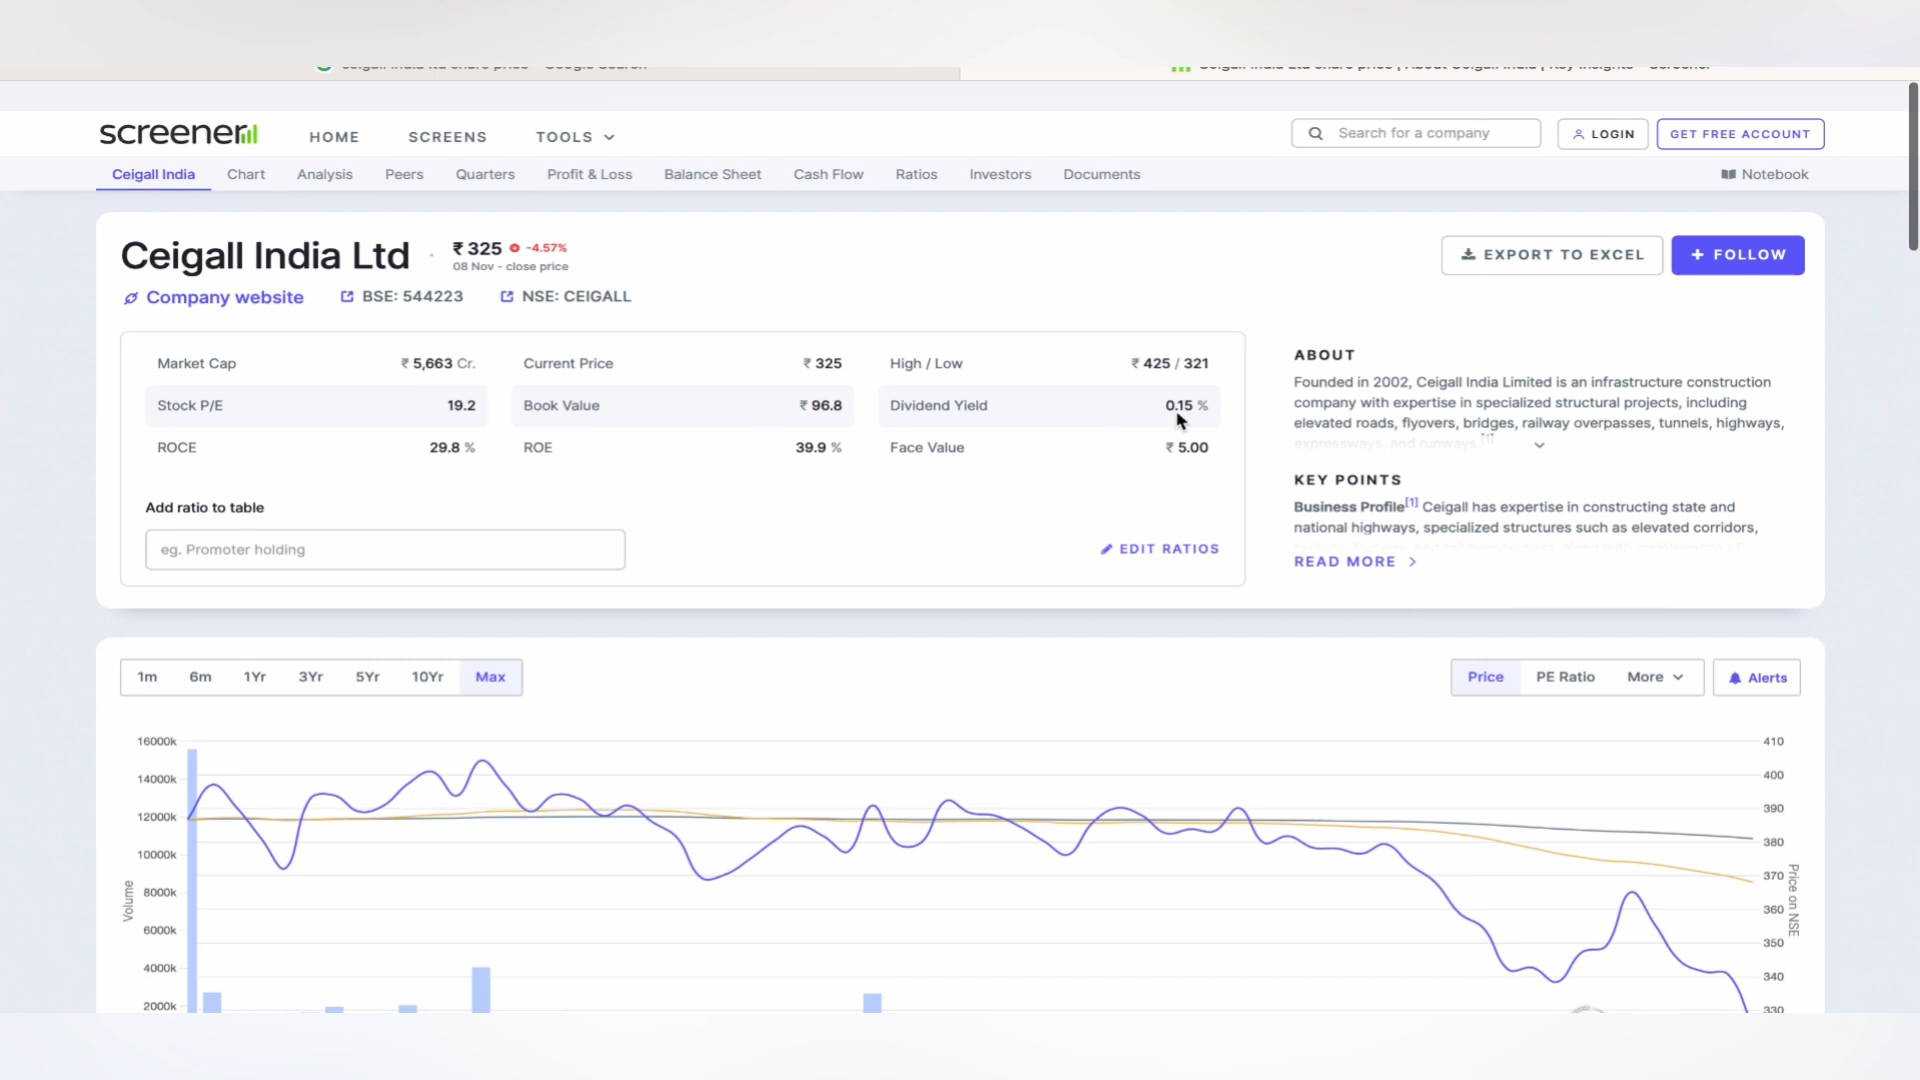 screener
HOME SCREENS TOOLS
Search for a company
LOGIN
GET FREE ACCOUNT
Ceigall India Chart Analysis Peers Quarters Profit & Loss Balance Sheet Cash Flow Ratios Investors Documents Notebook
Ceigall India Ltd · ₹ 325 -4.57%
08 Nov - close price
EXPORT TO EXCEL
+ FOLLOW
Company website BSE: 544223 NSE: CEIGALL
Market Cap ₹ 5,663 Cr. Current Price ₹ 325 High / Low ₹ 425 / 321
Stock P/E 19.2 Book Value ₹ 96.8 Dividend Yield 0.15 %
ROCE 29.8 % ROE 39.9 % Face Value ₹ 5.00
Add ratio to table
eg. Promoter holding
EDIT RATIOS
ABOUT
Founded in 2002, Ceigall India Limited is an infrastructure construction
company with expertise in specialized structural projects, including
elevated roads, flyovers, bridges, railway overpasses, tunnels, highways,
expressways, and runways.[1]
KEY POINTS
Business Profile[1] Ceigall has expertise in constructing state and
national highways, specialized structures such as elevated corridors,
READ MORE
1m 6m 1Yr 3Yr 5Yr 10Yr Max
Price PE Ratio More Alerts
16000k
14000k
12000k
10000k
8000k
6000k
4000k
2000k
Volume
410
400
390
380
370
360
350
340
330
Price on NSE